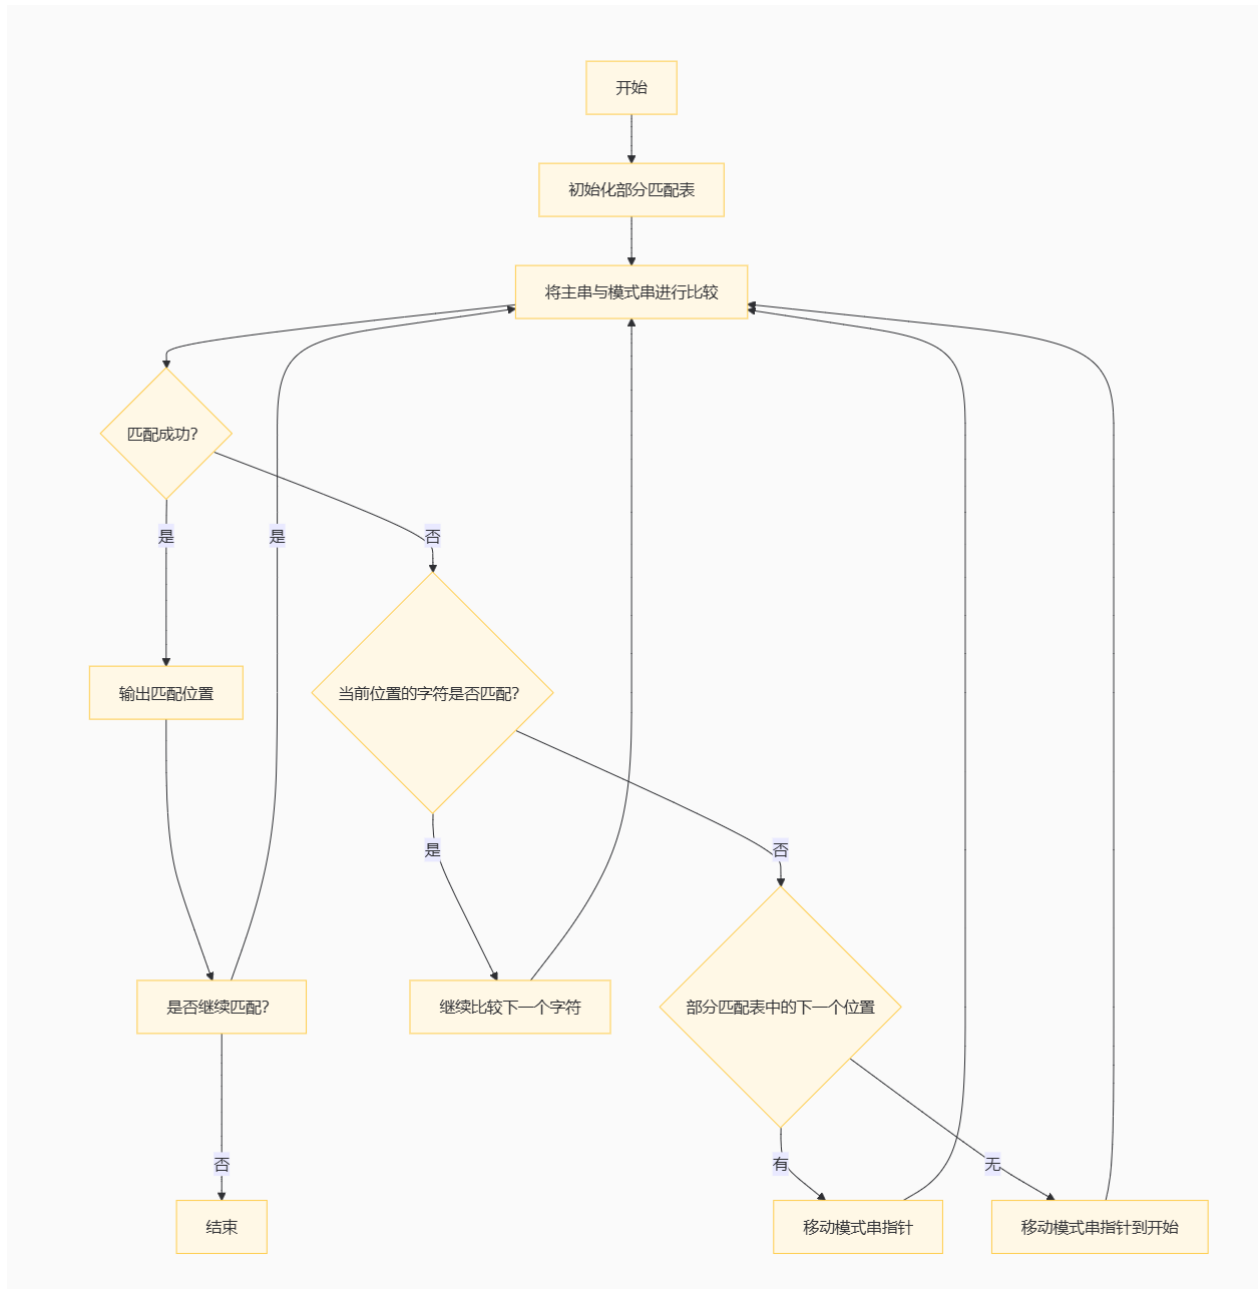 开始
初始化部分匹配表
将主串与模式串进行比较
匹配成功?
是
是
否
输出匹配位置
当前位置的字符是否匹配?
是
否
是否继续匹配?
继续比较下一个字符
部分匹配表中的下一个位置
否
有
无
结束
移动模式串指针
移动模式串指针到开始